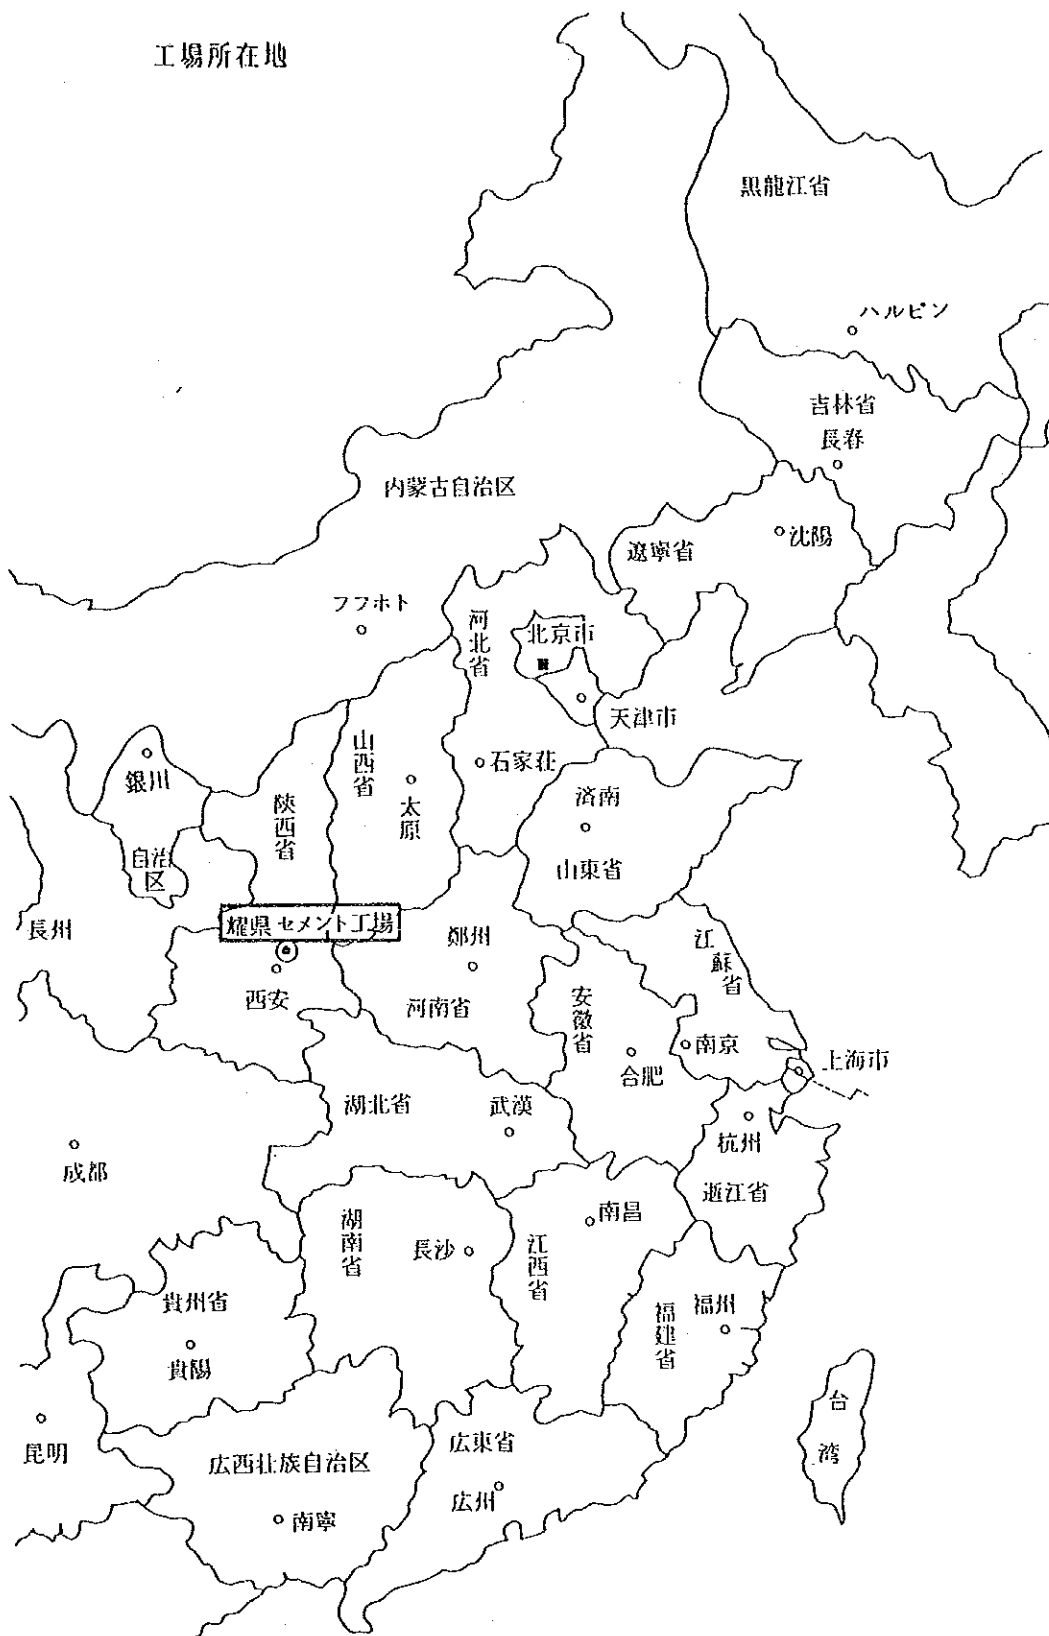 工場所在地
黒龍江省
ハルピン
吉林省
長春
内蒙古自治区
遼寧省
沈陽
フフホト
河北省
北京市
天津市
山西省
石家荘
銀川
陝西省
太原
済南
自治区
山東省
長州
耀県セメント工場
鄭州
江蘇省
西安
河南省
安徽省
南京
合肥
上海市
湖北省
武漢
杭州
成都
浙江省
湖南省
南昌
長沙
江西省
貴州省
福建省
福州
貴陽
台湾
昆明
広東省
広西壮族自治区
広州
南寧